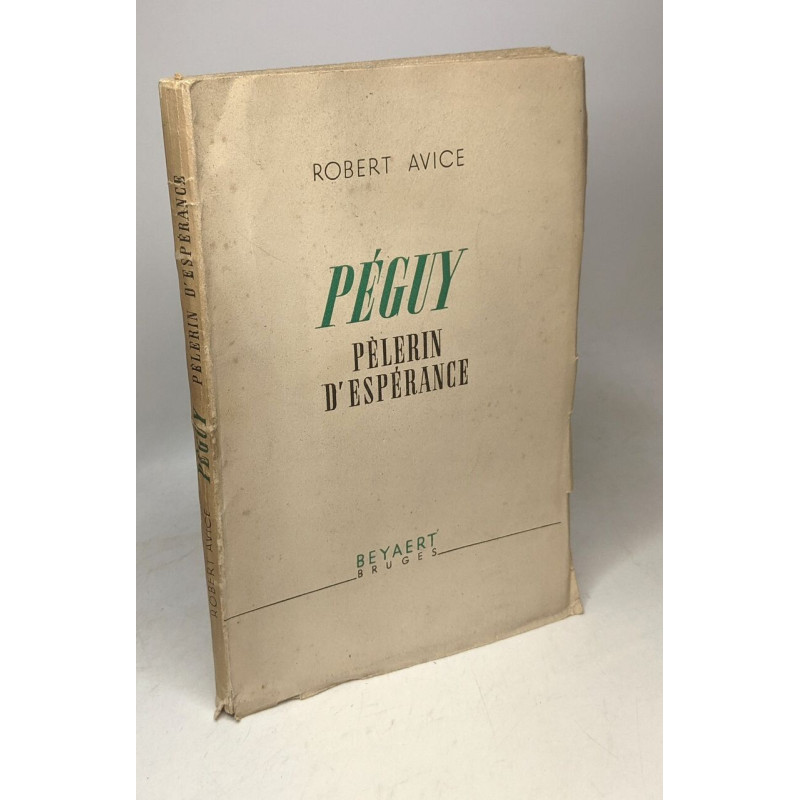 ROBERT AVICE
PÉGUY
PÈLERIN
D'ESPÉRANCE
BEYAERT
BRUGES
ROBERT AVICE PÉGUY PÈLERIN D'ESPÉRANCE